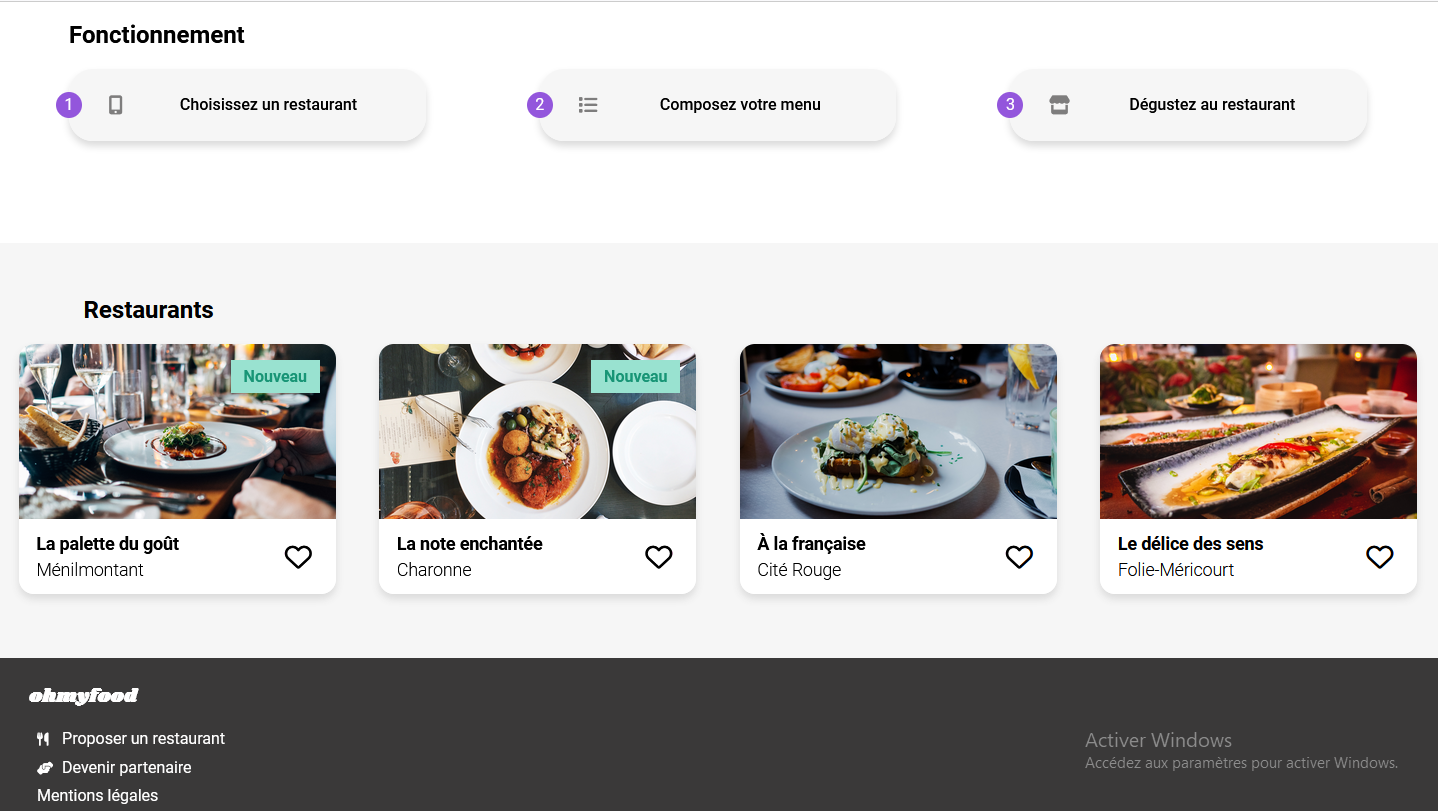 Fonctionnement
1 Choisissez un restaurant
2 Composez votre menu
3 Dégustez au restaurant
Restaurants
Nouveau
Nouveau
La palette du goût
Ménilmontant
La note enchantée
Charonne
À la française
Cité Rouge
Le délice des sens
Folie-Méricourt
ohmyfood
Proposer un restaurant
Devenir partenaire
Mentions légales
Activer Windows
Accédez aux paramètres pour activer Windows.